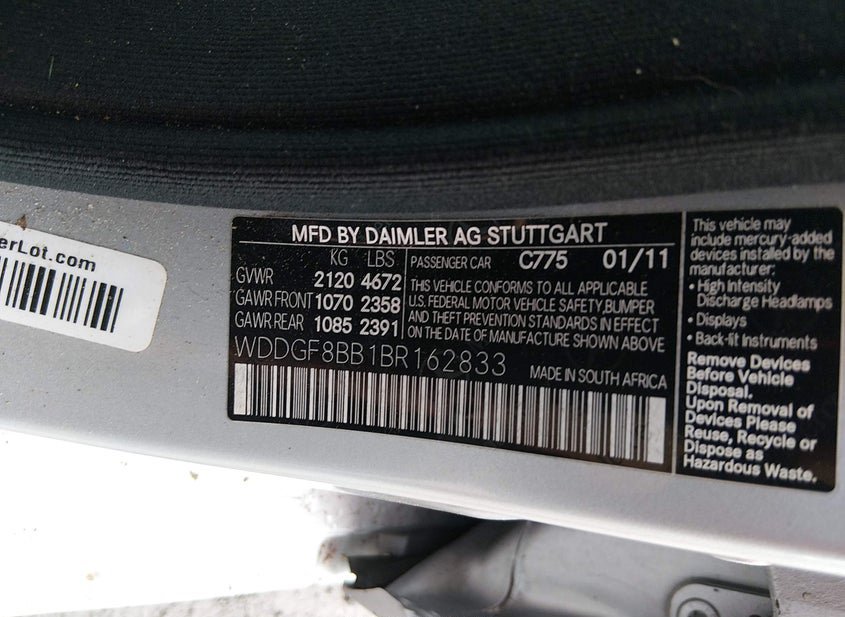 erLot.com
MFD BY DAIMLER AG STUTTGART
KG LBS
GVWR 2120 4672
GAWR FRONT 1070 2358
GAWR REAR 1085 2391
PASSENGER CAR C775 01/11
THIS VEHICLE CONFORMS TO ALL APPLICABLE
U.S. FEDERAL MOTOR VEHICLE SAFETY, BUMPER
AND THEFT PREVENTION STANDARDS IN EFFECT
ON THE DATE OF MANUFACTURE SHOWN ABOVE
WDDGF8BB1BR162833
MADE IN SOUTH AFRICA
This vehicle may
include mercury-added
devices installed by the
manufacturer:
• High Intensity
Discharge Headlamps
• Displays
• Back-lit Instruments
Remove Devices
Before Vehicle
Disposal.
Upon Removal of
Devices Please
Reuse, Recycle or
Dispose as
Hazardous Waste.